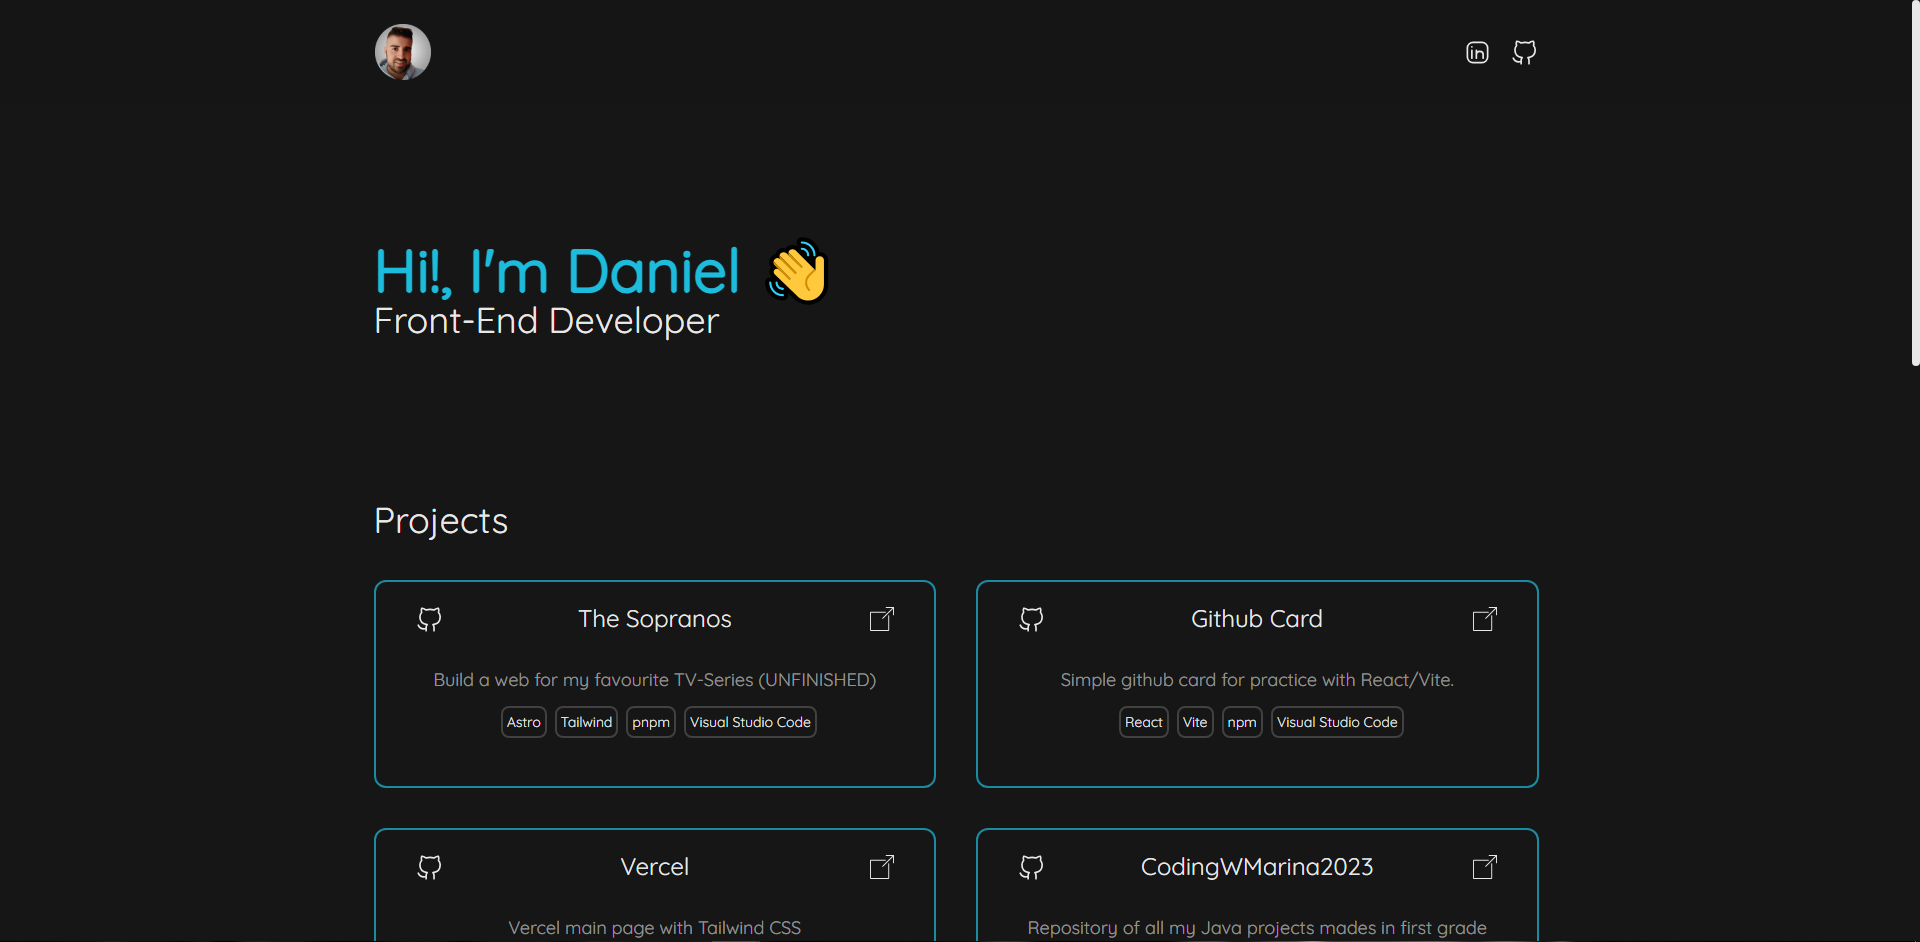 in
Hi!, I'm Daniel
Front-End Developer
Projects
The Sopranos
Build a web for my favourite TV-Series (UNFINISHED)
Astro Tailwind pnpm Visual Studio Code
Github Card
Simple github card for practice with React/Vite.
React Vite npm Visual Studio Code
Vercel
Vercel main page with Tailwind CSS
CodingWMarina2023
Repository of all my Java projects mades in first grade